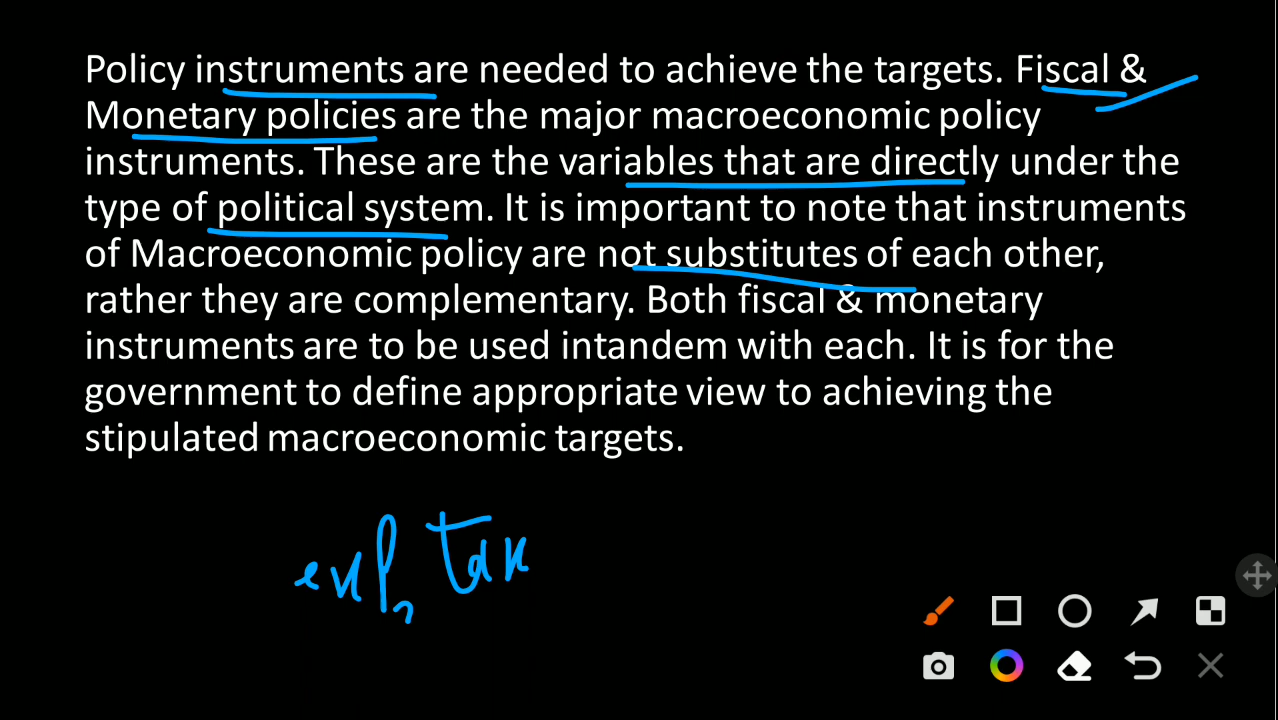 Policy instruments are needed to achieve the targets. Fiscal &
Monetary policies are the major macroeconomic policy
instruments. These are the variables that are directly under the
type of political system. It is important to note that instruments
of Macroeconomic policy are not substitutes of each other,
rather they are complementary. Both fiscal & monetary
instruments are to be used intandem with each. It is for the
government to define appropriate view to achieving the
stipulated macroeconomic targets.
exp, tax